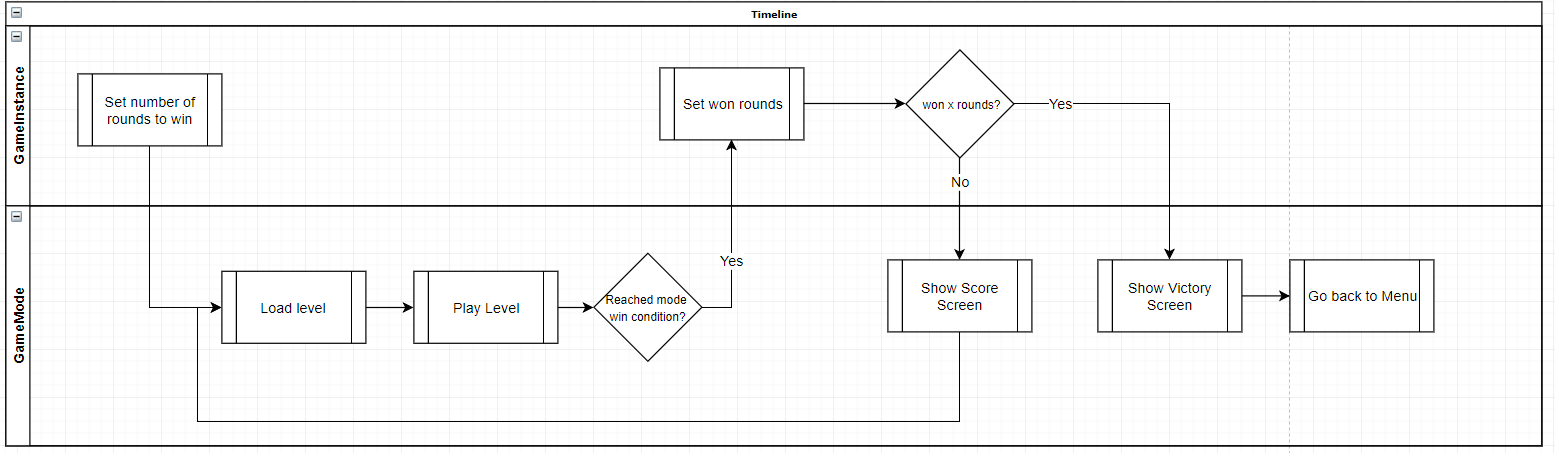 Timeline
GameInstance
Set number of
rounds to win
Set won rounds
won x rounds?
Yes
No
GameMode
Load level
Play Level
Reached mode
win condition?
Yes
Show Score
Screen
Show Victory
Screen
Go back to Menu